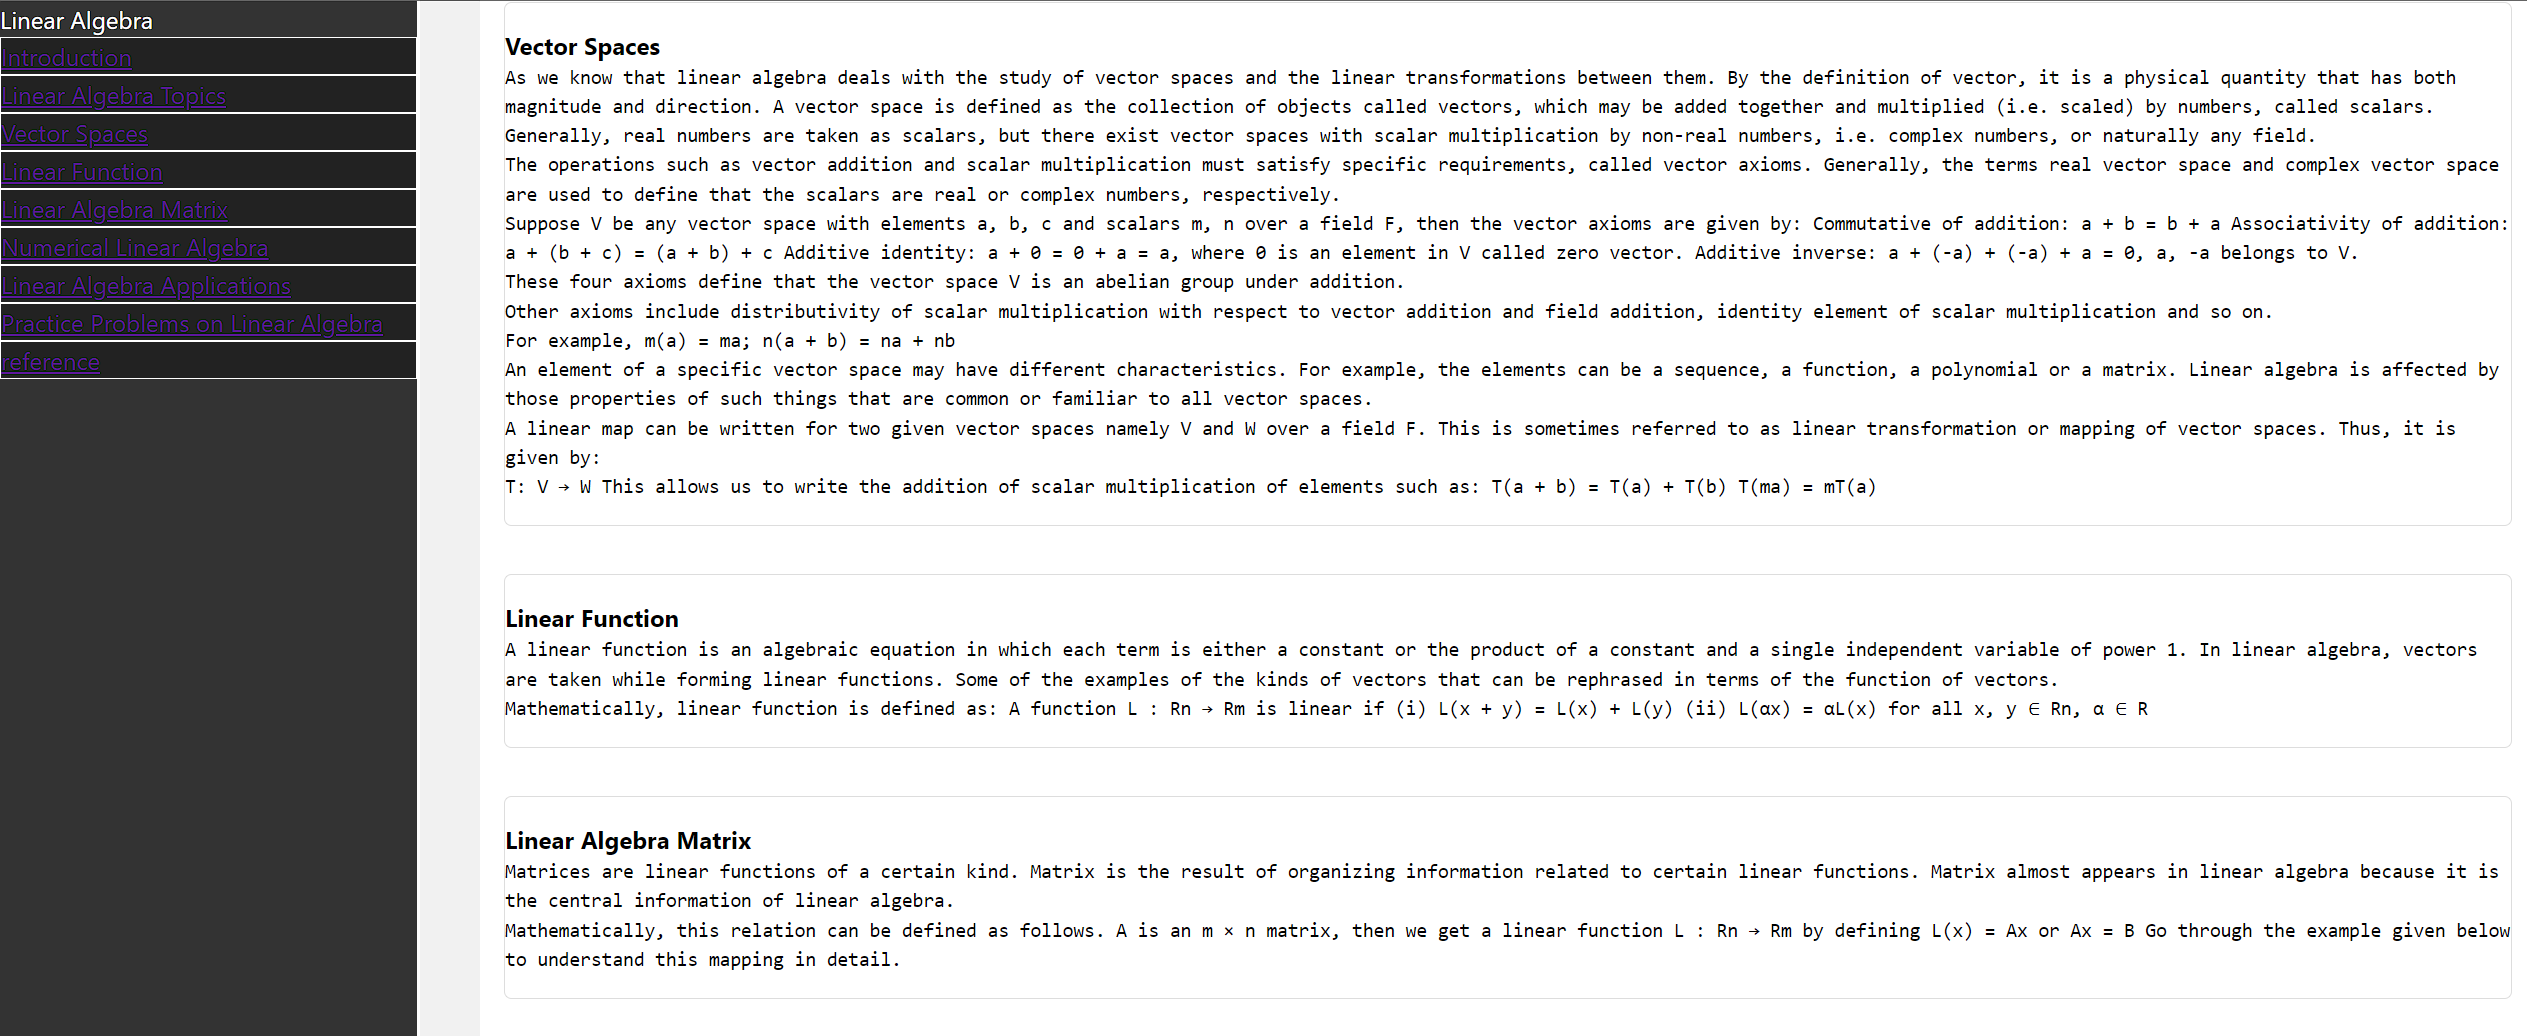 Linear Algebra
Introduction
Linear Algebra Topics
Vector Spaces
Linear Function
Linear Algebra Matrix
Numerical Linear Algebra
Linear Algebra Applications
Practice Problems on Linear Algebra
reference
Vector Spaces
As we know that linear algebra deals with the study of vector spaces and the linear transformations between them. By the definition of vector, it is a physical quantity that has both
magnitude and direction. A vector space is defined as the collection of objects called vectors, which may be added together and multiplied (i.e. scaled) by numbers, called scalars.
Generally, real numbers are taken as scalars, but there exist vector spaces with scalar multiplication by non-real numbers, i.e. complex numbers, or naturally any field.
The operations such as vector addition and scalar multiplication must satisfy specific requirements, called vector axioms. Generally, the terms real vector space and complex vector space
are used to define that the scalars are real or complex numbers, respectively.
Suppose V be any vector space with elements a, b, c and scalars m, n over a field F, then the vector axioms are given by: Commutative of addition: a + b = b + a Associativity of addition:
a + (b + c) = (a + b) + c Additive identity: a + 0 = 0 + a = a, where 0 is an element in V called zero vector. Additive inverse: a + (-a) + (-a) + a = 0, a, -a belongs to V.
These four axioms define that the vector space V is an abelian group under addition.
Other axioms include distributivity of scalar multiplication with respect to vector addition and field addition, identity element of scalar multiplication and so on.
For example, m(a) = ma; n(a + b) = na + nb
An element of a specific vector space may have different characteristics. For example, the elements can be a sequence, a function, a polynomial or a matrix. Linear algebra is affected by
those properties of such things that are common or familiar to all vector spaces.
A linear map can be written for two given vector spaces namely V and W over a field F. This is sometimes referred to as linear transformation or mapping of vector spaces. Thus, it is
given by:
T: V → W This allows us to write the addition of scalar multiplication of elements such as: T(a + b) = T(a) + T(b) T(ma) = mT(a)
Linear Function
A linear function is an algebraic equation in which each term is either a constant or the product of a constant and a single independent variable of power 1. In linear algebra, vectors
are taken while forming linear functions. Some of the examples of the kinds of vectors that can be rephrased in terms of the function of vectors.
Mathematically, linear function is defined as: A function L : Rn → Rm is linear if (i) L(x + y) = L(x) + L(y) (ii) L(αx) = αL(x) for all x, y ∈ Rn, α ∈ R
Linear Algebra Matrix
Matrices are linear functions of a certain kind. Matrix is the result of organizing information related to certain linear functions. Matrix almost appears in linear algebra because it is
the central information of linear algebra.
Mathematically, this relation can be defined as follows. A is an m × n matrix, then we get a linear function L : Rn → Rm by defining L(x) = Ax or Ax = B Go through the example given below
to understand this mapping in detail.